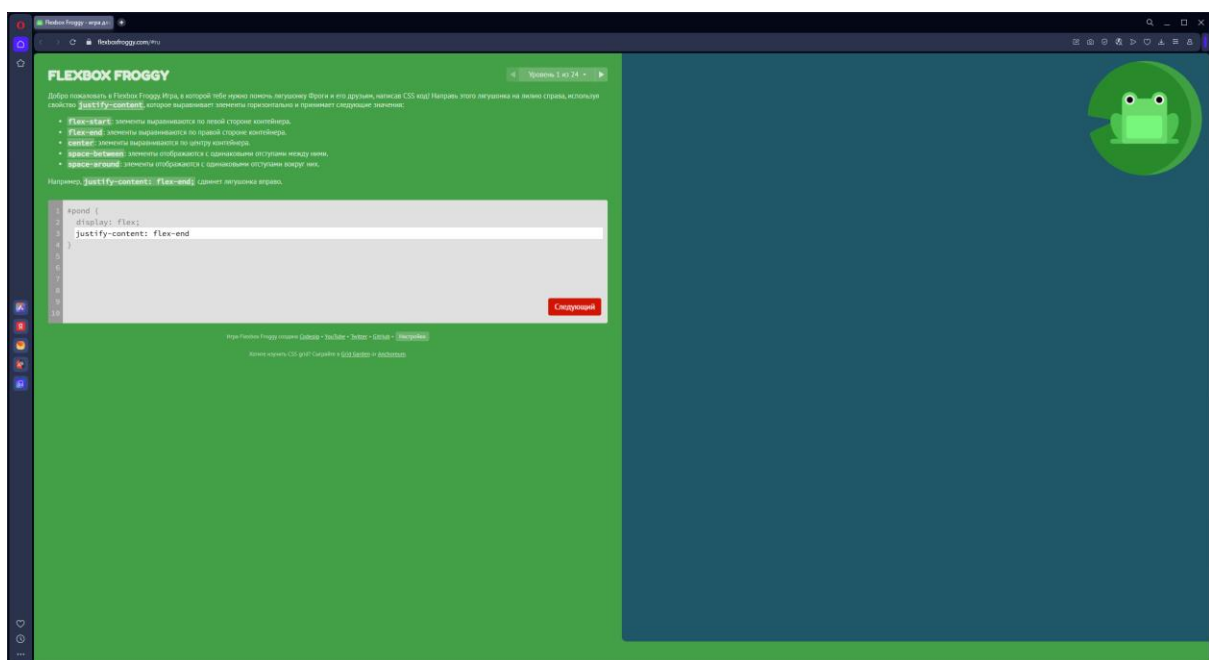 Flexbox Froggy - игра дл
flexboxfroggy.com/#ru
FLEXBOX FROGGY
Уровень 1 из 24
Добро пожаловать в Flexbox Froggy. Игра, в которой тебе нужно помочь лягушонку Фроги и его друзьям, написав CSS код! Направь этого лягушонка на лилию справа, используя
свойство justify-content, которое выравнивает элементы горизонтально и принимает следующие значения:
• flex-start: элементы выравниваются по левой стороне контейнера.
• flex-end: элементы выравниваются по правой стороне контейнера.
• center: элементы выравниваются по центру контейнера.
• space-between: элементы отображаются с одинаковыми отступами между ними.
• space-around: элементы отображаются с одинаковыми отступами вокруг них.
Например, justify-content: flex-end; сдвинет лягушонка вправо.
1 #pond {
2 display: flex;
3 justify-content: flex-end
4 }
5
6
7
8
9
10
Следующий
Игра Flexbox Froggy создана Codepip • YouTube • Twitter • GitHub • Настройки
Хотите изучить CSS grid? Сыграйте в Grid Garden or Anchoreum.